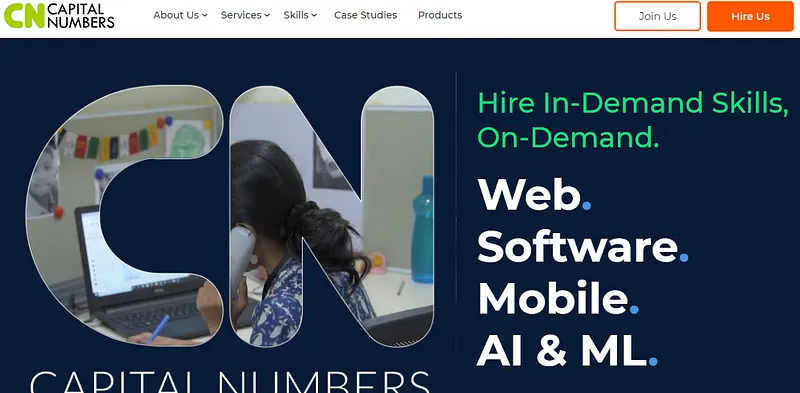 CN CAPITAL NUMBERS
About Us
Services
Skills
Case Studies
Products
Join Us
Hire Us
CN
CAPITAL NUMBERS
Hire In-Demand Skills,
On-Demand.
Web.
Software.
Mobile.
AI & ML.